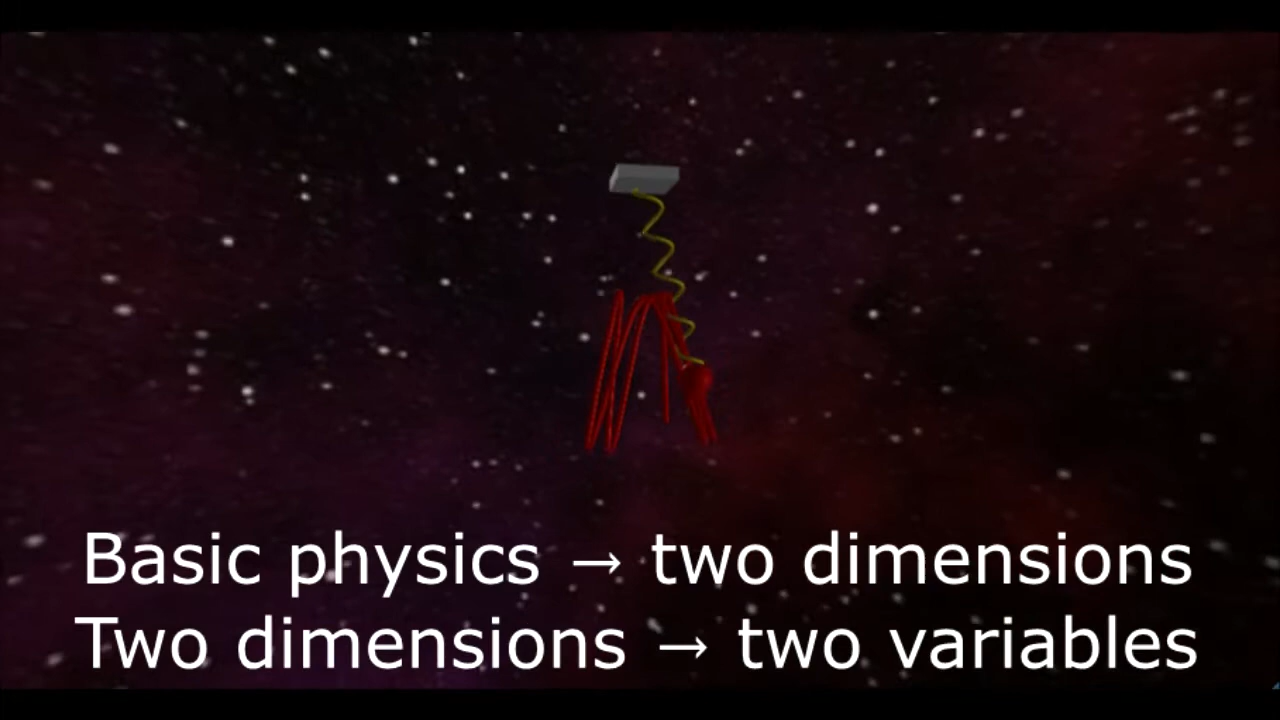 Basic physics → two dimensions
Two dimensions → two variables